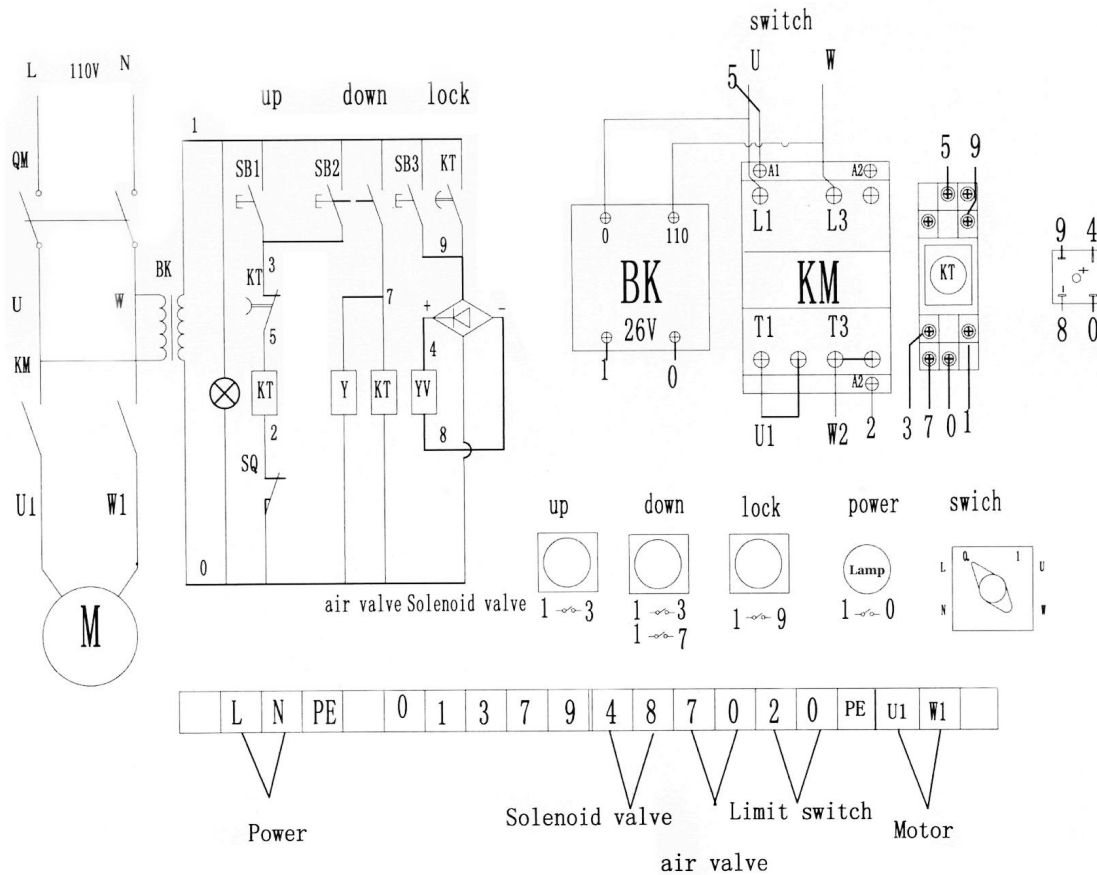 switch
L 110V N
U W
up down lock
5
1
QM
SB1 SB2 SB3 KT
A1 A2
5 9
L1 L3
0 110
9 4
BK
9
3
KT
BK
KM
KT
U W
7
+ -
+
26V
T1 T3
8 0
5
4
KM
1 0
KT Y KT YV
A2
2
8
U1 W2 2
3 7 0 1
SQ
U1 W1
up down lock power swich
0 1
L U
Lamp
N W
0
air valve Solenoid valve
1 3
1 3
1 7
1 9
1 0
M
L N PE 0 1 3 7 9 4 8 7 0 2 0 PE U1 W1
Power
Solenoid valve
Limit switch
Motor
air valve